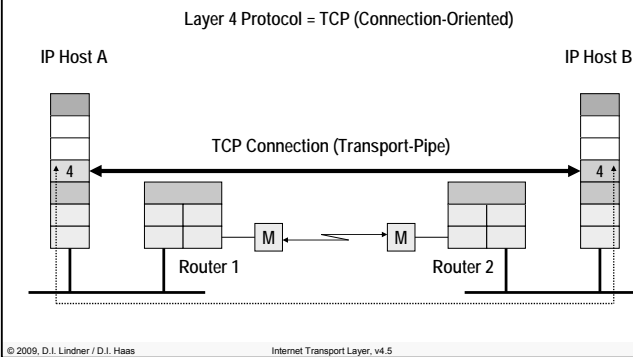 Layer 4 Protocol = TCP (Connection-Oriented)
IP Host A
IP Host B
TCP Connection (Transport-Pipe)
4
4
M
M
Router 1
Router 2
© 2009, D.I. Lindner / D.I. Haas
Internet Transport Layer, v4.5